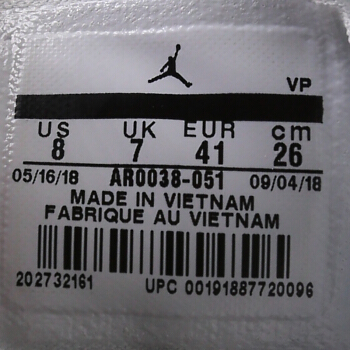 VP
US UK EUR cm
8 7 41 26
05/16/18 AR0038-051 09/04/18
MADE IN VIETNAM
FABRIQUE AU VIETNAM
202732161 UPC 00191887720096